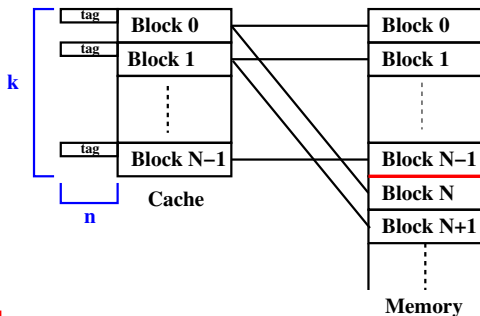 tag Block 0 Block 0
tag Block 1 Block 1
k
tag Block N−1 Block N−1
Block N
Cache
n
Block N+1
Memory